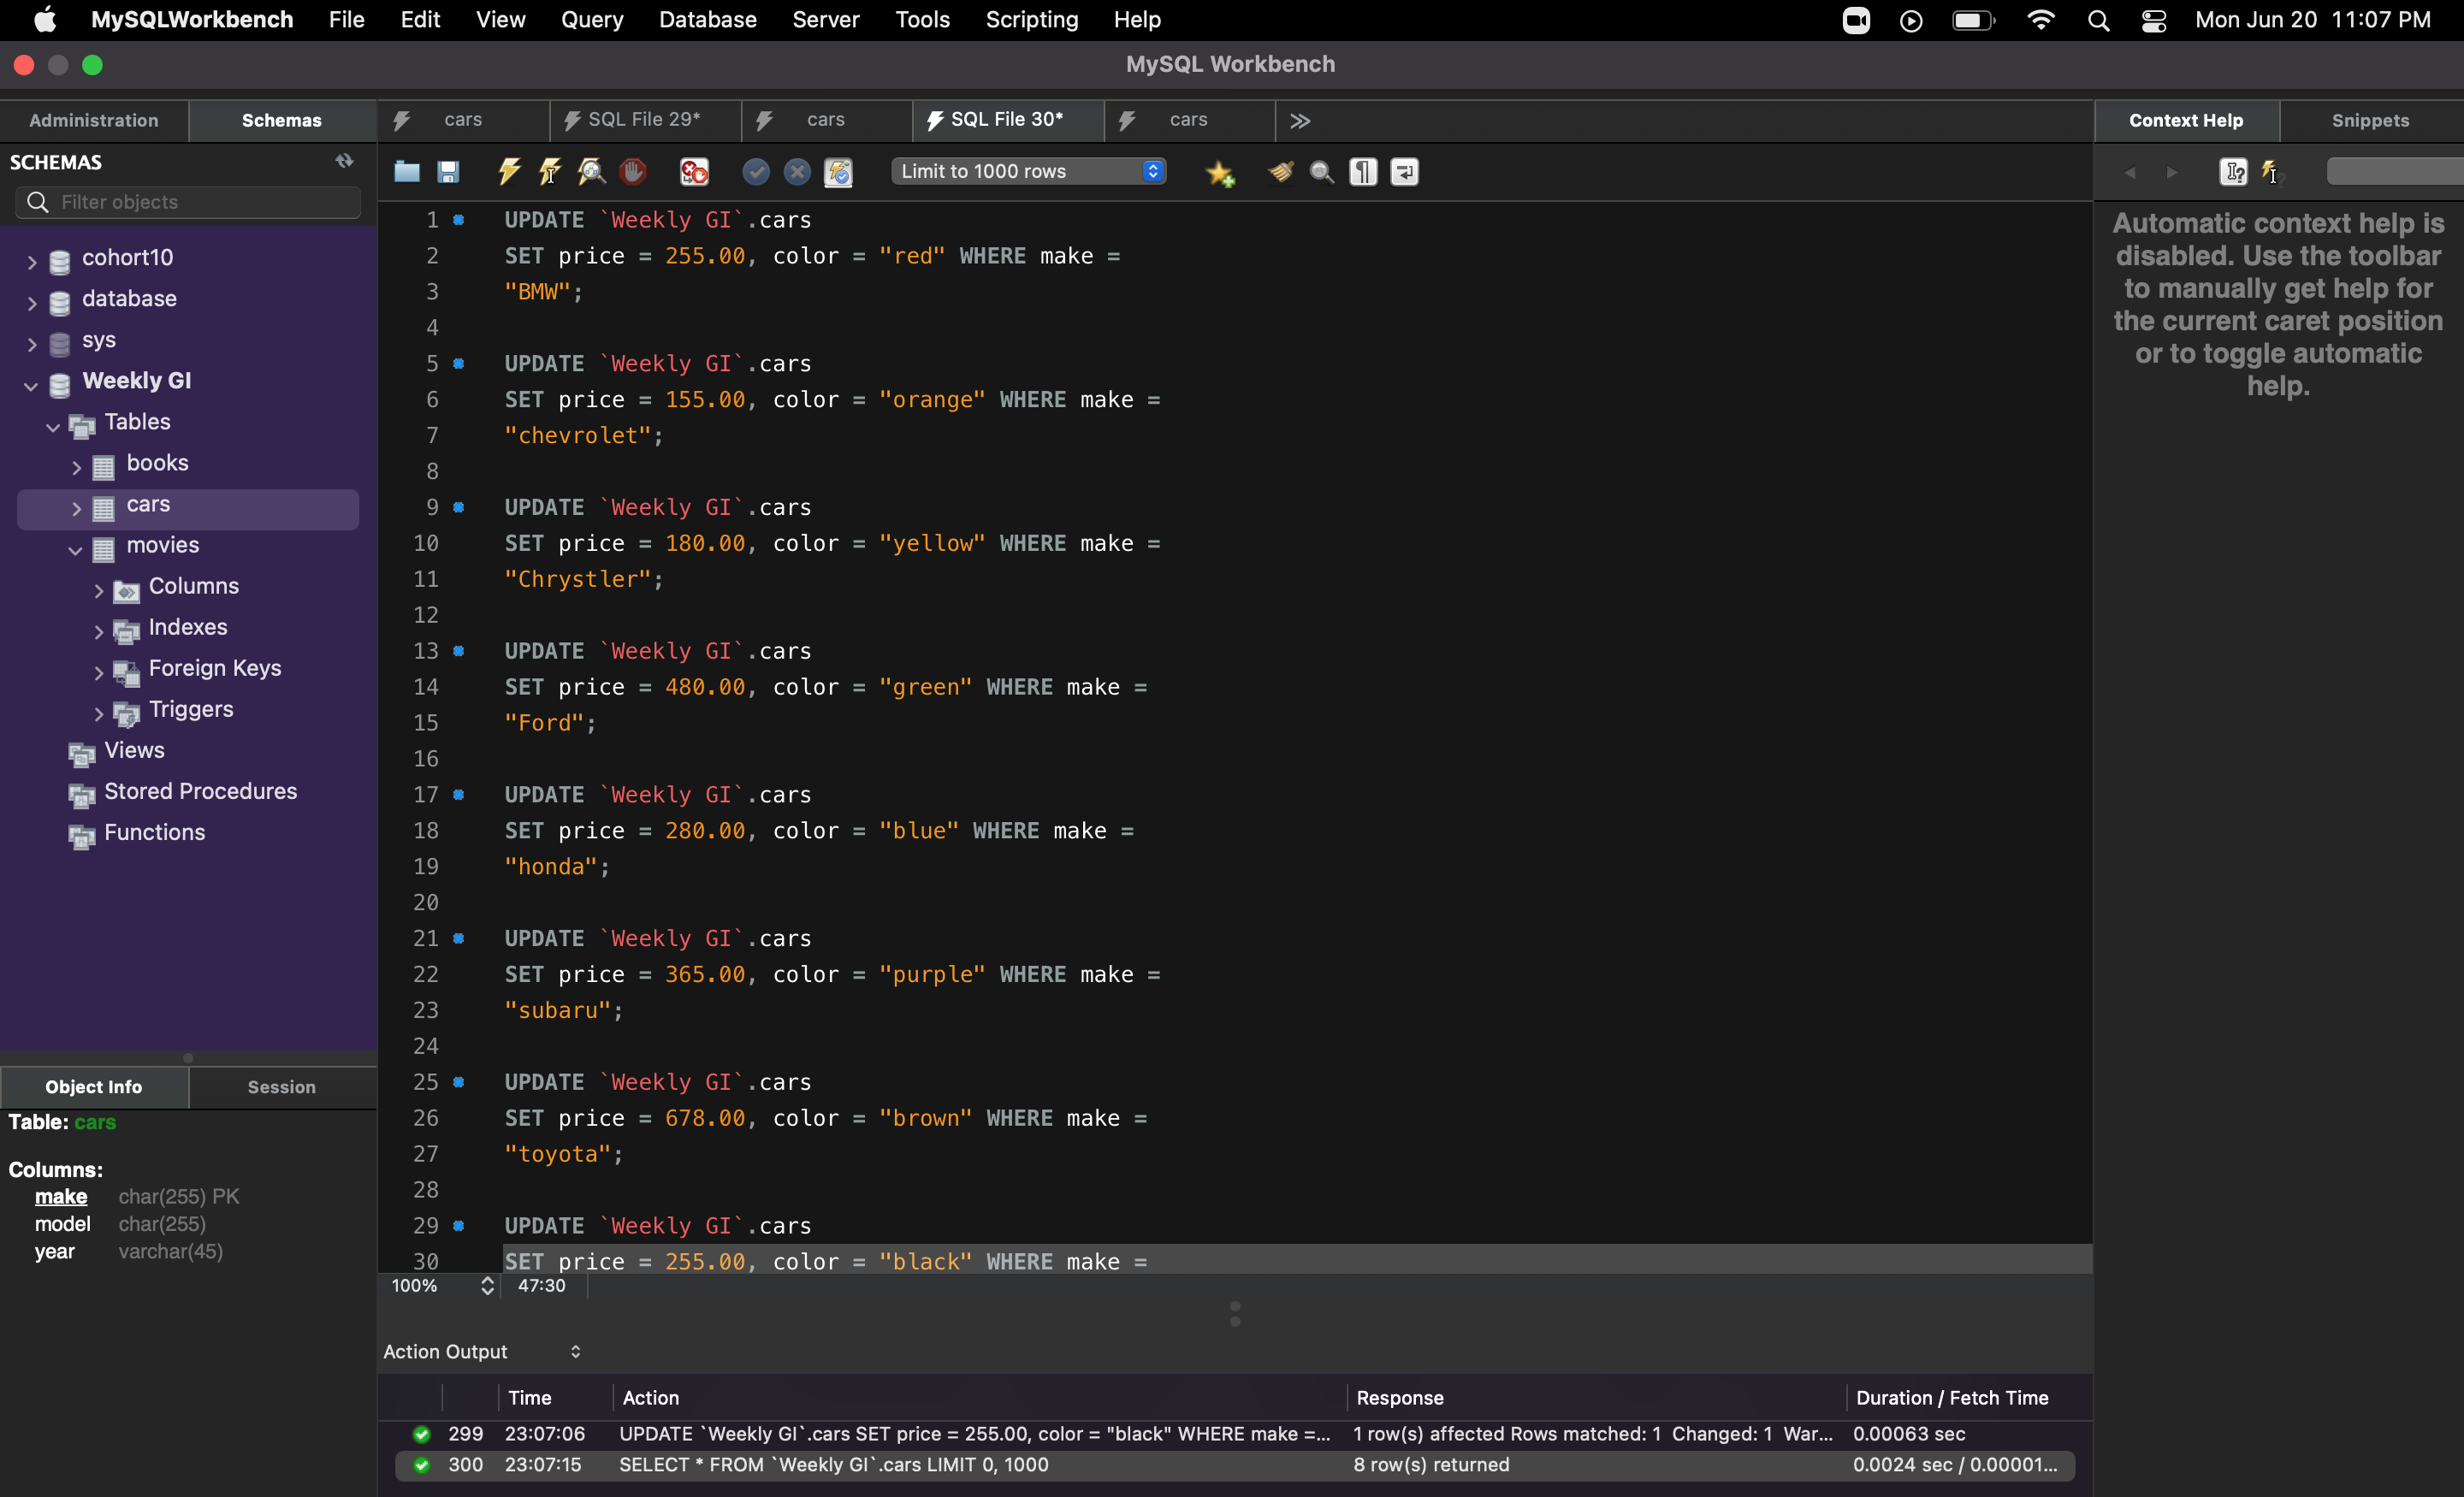 MySQLWorkbench File Edit View Query Database Server Tools Scripting Help Mon Jun 20 11:07 PM
MySQL Workbench
Administration Schemas cars SQL File 29* cars SQL File 30* cars Context Help Snippets
SCHEMAS
Limit to 1000 rows
Filter objects
cohort10
database
sys
Weekly GI
Tables
books
cars
movies
Columns
Indexes
Foreign Keys
Triggers
Views
Stored Procedures
Functions
Object Info Session
Table: cars
Columns:
make char(255) PK
model char(255)
year varchar(45)
1 UPDATE `Weekly GI`.cars
2 SET price = 255.00, color = "red" WHERE make =
3 "BMW";
4
5 UPDATE `Weekly GI`.cars
6 SET price = 155.00, color = "orange" WHERE make =
7 "chevrolet";
8
9 UPDATE `Weekly GI`.cars
10 SET price = 180.00, color = "yellow" WHERE make =
11 "Chrystler";
12
13 UPDATE `Weekly GI`.cars
14 SET price = 480.00, color = "green" WHERE make =
15 "Ford";
16
17 UPDATE `Weekly GI`.cars
18 SET price = 280.00, color = "blue" WHERE make =
19 "honda";
20
21 UPDATE `Weekly GI`.cars
22 SET price = 365.00, color = "purple" WHERE make =
23 "subaru";
24
25 UPDATE `Weekly GI`.cars
26 SET price = 678.00, color = "brown" WHERE make =
27 "toyota";
28
29 UPDATE `Weekly GI`.cars
30 SET price = 255.00, color = "black" WHERE make =
100% 47:30
Automatic context help is
disabled. Use the toolbar
to manually get help for
the current caret position
or to toggle automatic
help.
Action Output
Time Action Response Duration / Fetch Time
299 23:07:06 UPDATE `Weekly GI`.cars SET price = 255.00, color = "black" WHERE make =... 1 row(s) affected Rows matched: 1 Changed: 1 War... 0.00063 sec
300 23:07:15 SELECT * FROM `Weekly GI`.cars LIMIT 0, 1000 8 row(s) returned 0.0024 sec / 0.00001...